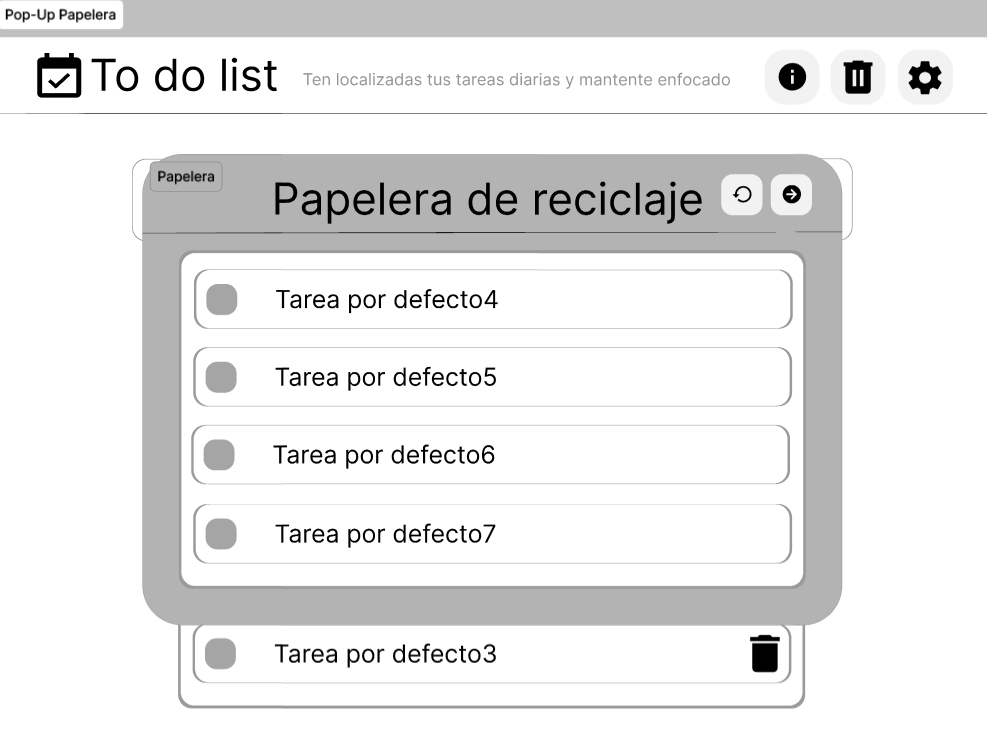 Pop-Up Papelera
To do list
Ten localizadas tus tareas diarias y mantente enfocado
Papelera
Papelera de reciclaje
Tarea por defecto4
Tarea por defecto5
Tarea por defecto6
Tarea por defecto7
Tarea por defecto3